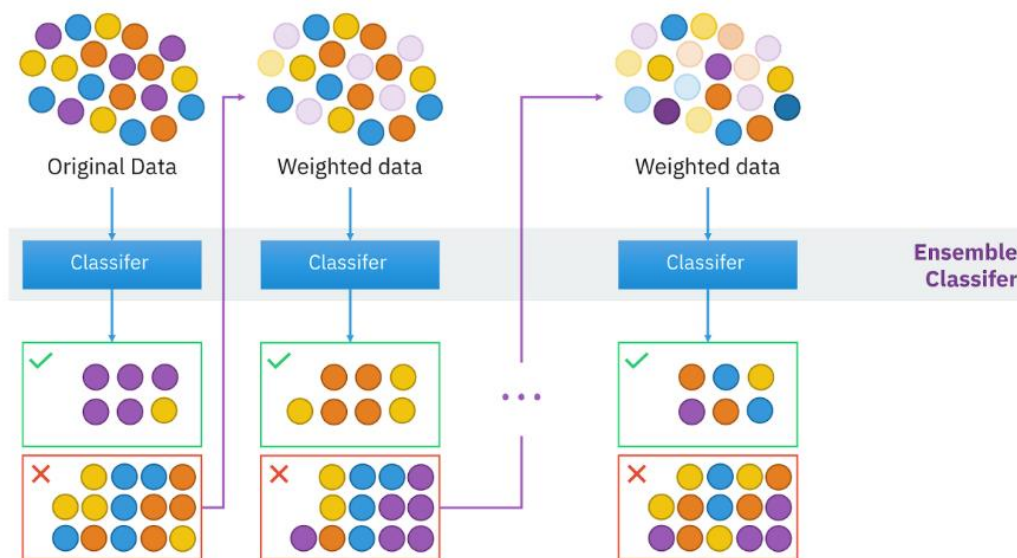 Original Data
Weighted data
Weighted data
Classifer
Classifer
Classifer
Ensemble
Classifer
...